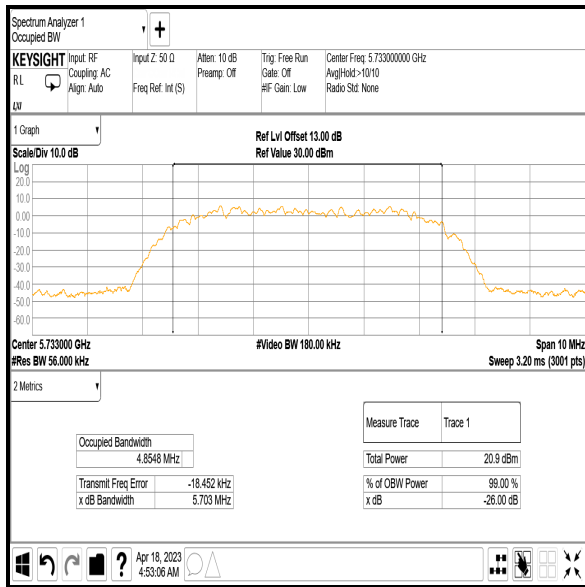 Spectrum Analyzer 1
Occupied BW
KEYSIGHT
RL
LXI
Input: RF
Coupling: AC
Align: Auto
Input Z: 50 Ω
Freq Ref: Int (S)
Atten: 10 dB
Preamp: Off
Trig: Free Run
Gate: Off
#IF Gain: Low
Center Freq: 5.733000000 GHz
Avg|Hold:>10/10
Radio Std: None
1 Graph
Scale/Div 10.0 dB
Ref Lvl Offset 13.00 dB
Ref Value 30.00 dBm
Log
20.0
10.0
0.00
-10.0
-20.0
-30.0
-40.0
-50.0
-60.0
Center 5.733000 GHz
#Video BW 180.00 kHz
Span 10 MHz
#Res BW 56.000 kHz
Sweep 3.20 ms (3001 pts)
2 Metrics
Occupied Bandwidth
4.8548 MHz
Transmit Freq Error -18.452 kHz
x dB Bandwidth 5.703 MHz
Measure Trace Trace 1
Total Power 20.9 dBm
% of OBW Power 99.00 %
x dB -26.00 dB
?
Apr 18, 2023
4:53:06 AM